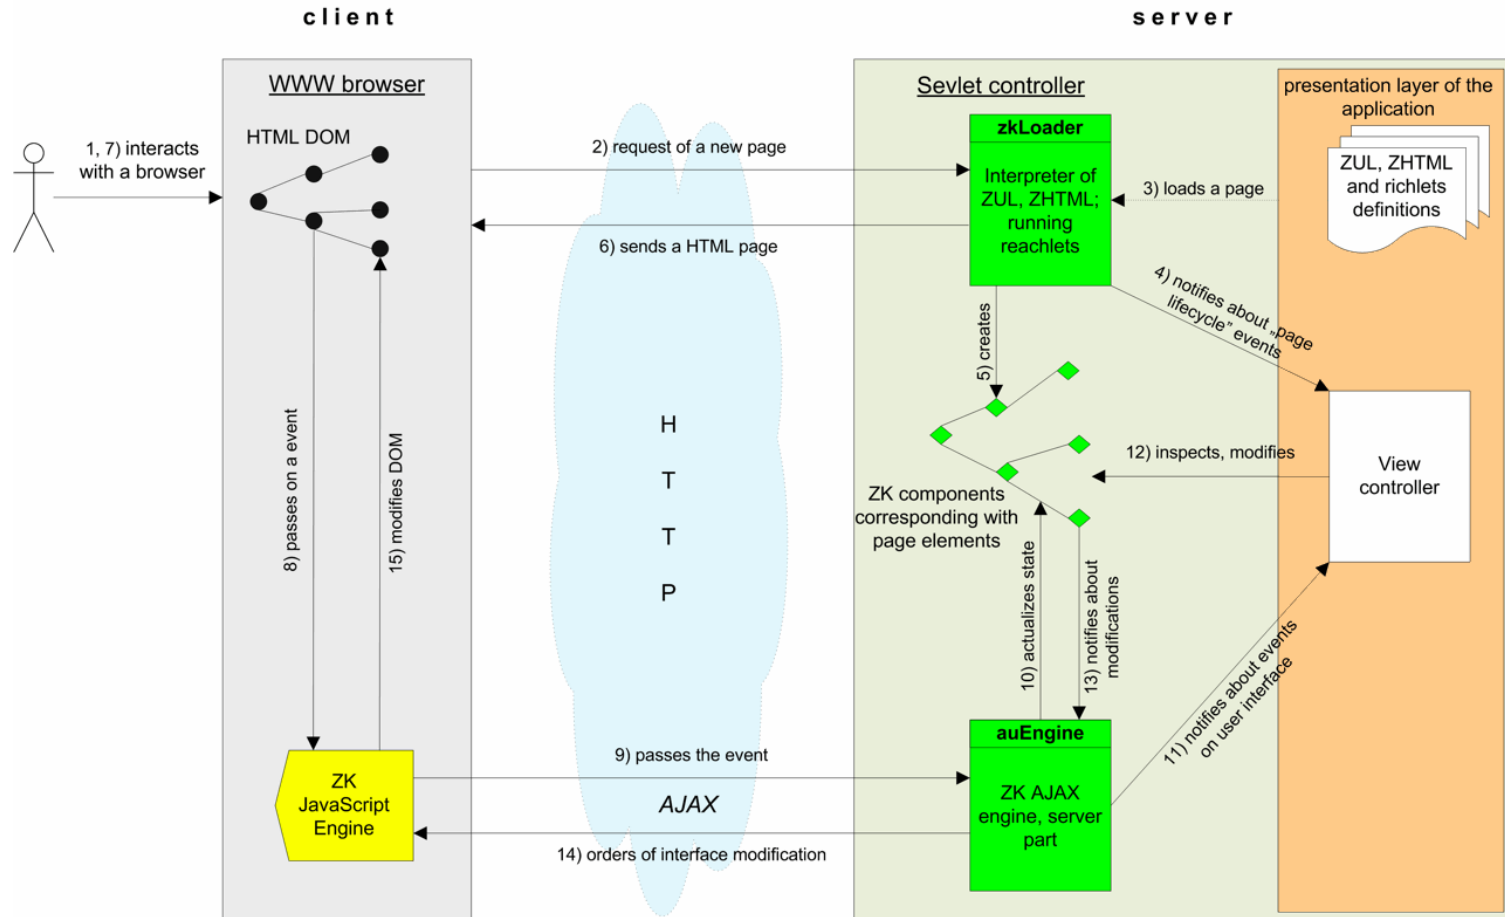 client
server
WWW browser
HTML DOM
1, 7) interacts
with a browser
8) passes on a event
15) modifies DOM
ZK
JavaScript
Engine
2) request of a new page
6) sends a HTML page
H
T
T
P
9) passes the event
AJAX
14) orders of interface modification
Sevlet controller
zkLoader
Interpreter of
ZUL, ZHTML;
running
reachlets
3) loads a page
4) notifies about „page
lifecycle” events
5) creates
ZK components
corresponding with
page elements
12) inspects, modifies
10) actualizes state
13) notifies about
modifications
auEngine
ZK AJAX
engine, server
part
11) notifies about events
on user interface
presentation layer of the
application
ZUL, ZHTML
and richlets
definitions
View
controller